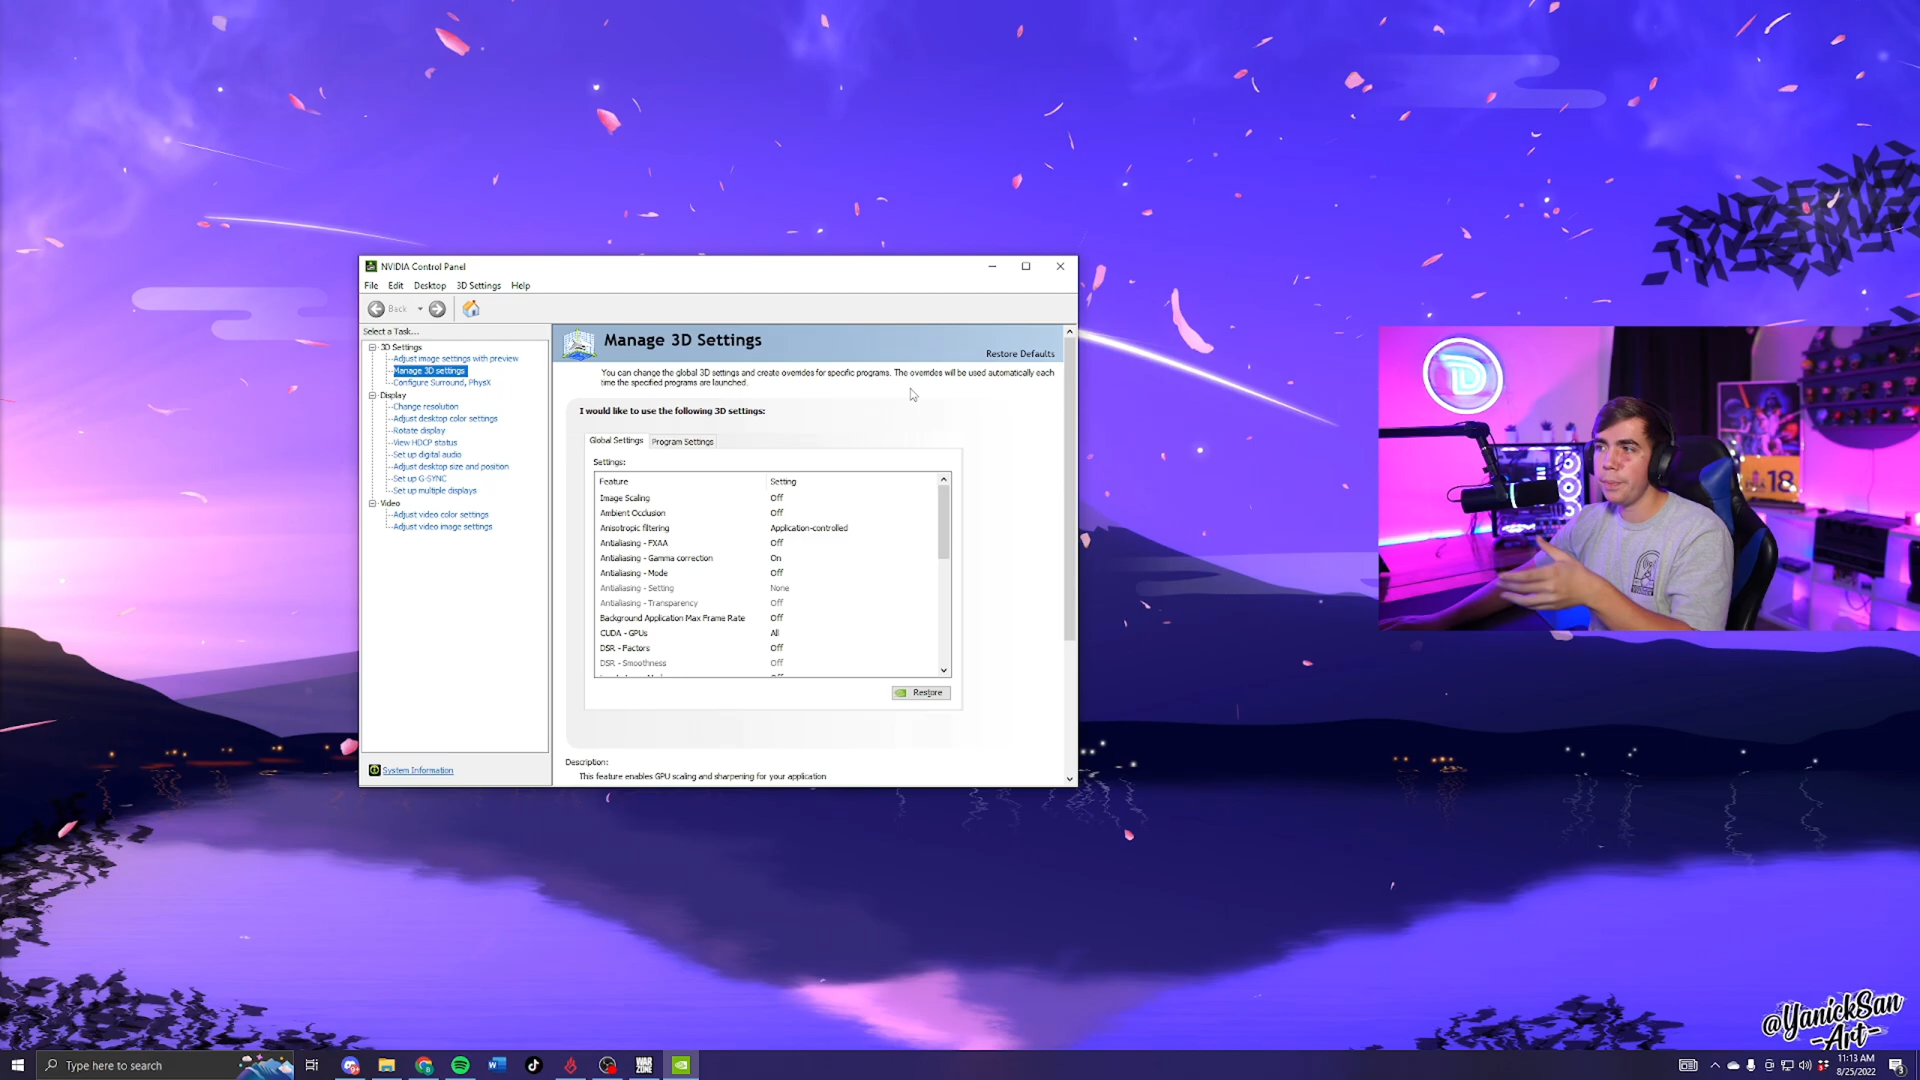 NVIDIA Control Panel
File Edit Desktop 3D Settings Help
Back
Select a Task...
3D Settings
Adjust image settings with preview
Manage 3D settings
Configure Surround, PhysX
Display
Change resolution
Adjust desktop color settings
Rotate display
View HDCP status
Set up digital audio
Adjust desktop size and position
Set up G-SYNC
Set up multiple displays
Video
Adjust video color settings
Adjust video image settings
System Information
Manage 3D Settings
Restore Defaults
You can change the global 3D settings and create overrides for specific programs. The overrides will be used automatically each
time the specified programs are launched.
I would like to use the following 3D settings:
Global Settings Program Settings
Settings:
Feature Setting
Image Scaling Off
Ambient Occlusion Off
Anisotropic filtering Application-controlled
Antialiasing - FXAA Off
Antialiasing - Gamma correction On
Antialiasing - Mode Off
Antialiasing - Setting None
Antialiasing - Transparency Off
Background Application Max Frame Rate Off
CUDA - GPUs All
DSR - Factors Off
DSR - Smoothness Off
Restore
Description:
This feature enables GPU scaling and sharpening for your application
D
18
@YanickSan
-Art-
Type here to search
W
WAR
ZONE
11:13 AM
8/25/2022
3